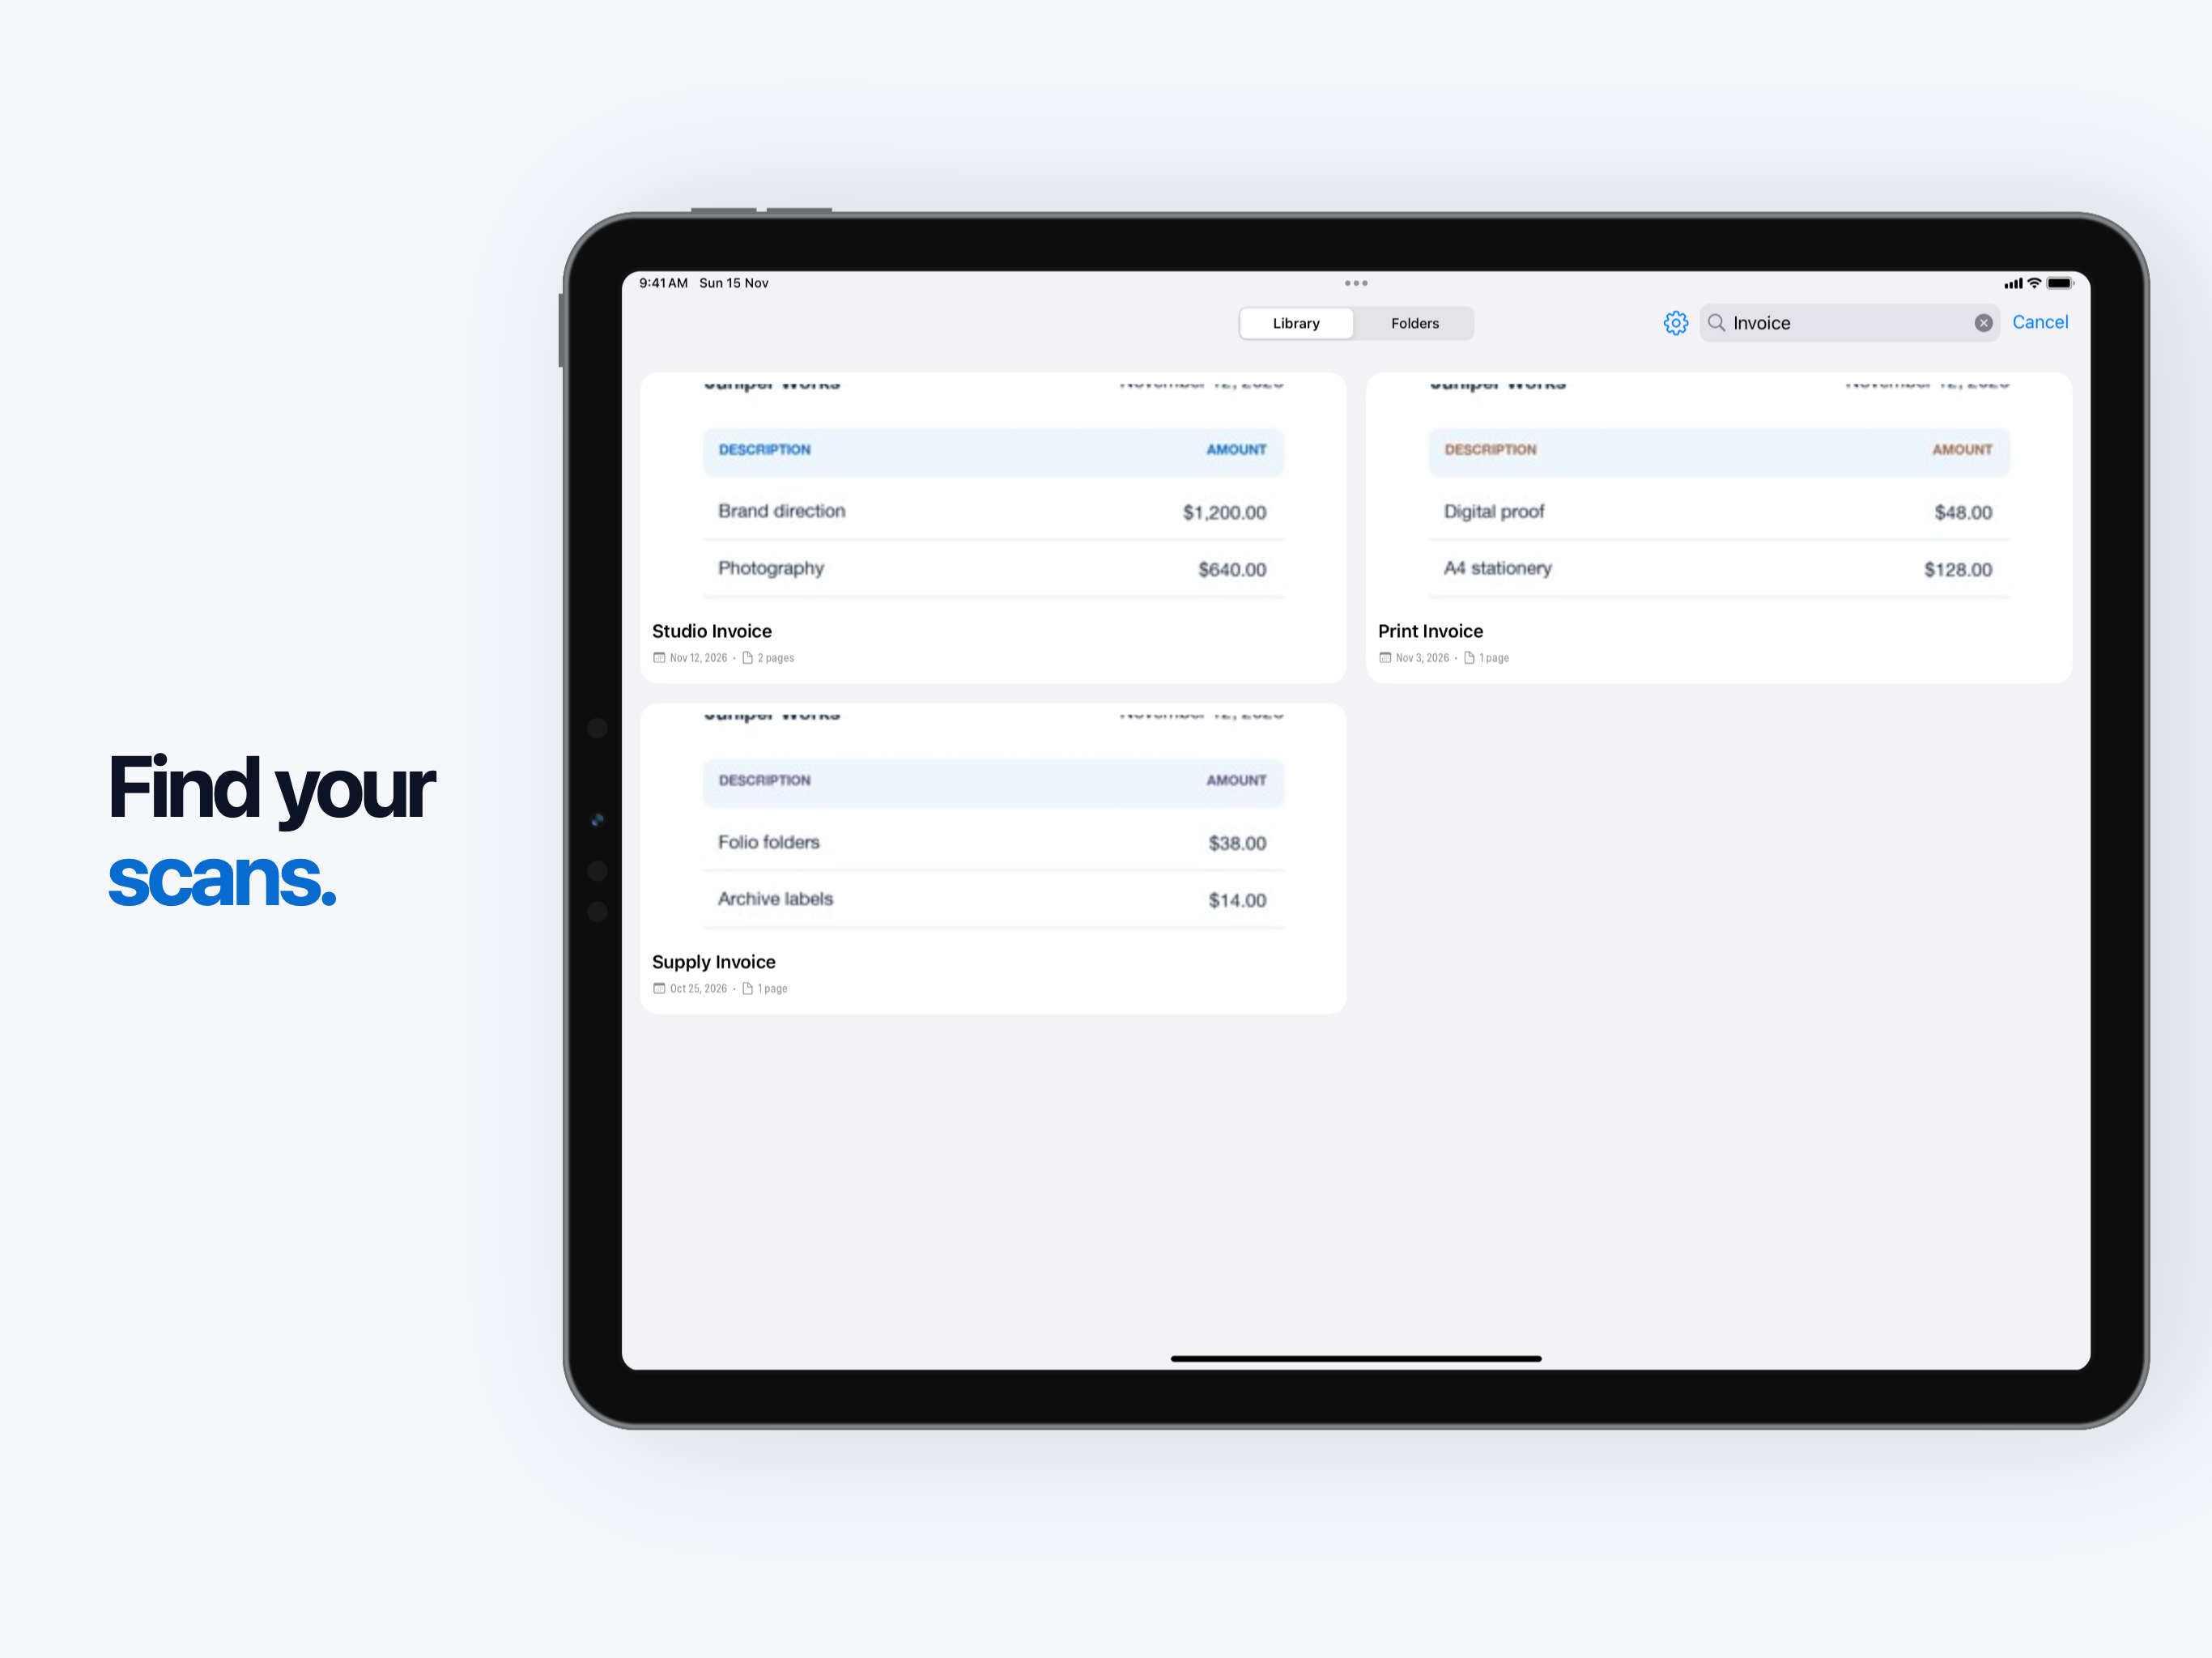 Find your
scans.
9:41 AM Sun 15 Nov
Library Folders Invoice Cancel
DESCRIPTION AMOUNT
Brand direction $1,200.00
Photography $640.00
Studio Invoice
Nov 12, 2026 • 2 pages
DESCRIPTION AMOUNT
Digital proof $48.00
A4 stationery $128.00
Print Invoice
Nov 3, 2026 • 1 page
DESCRIPTION AMOUNT
Folio folders $38.00
Archive labels $14.00
Supply Invoice
Oct 25, 2026 • 1 page